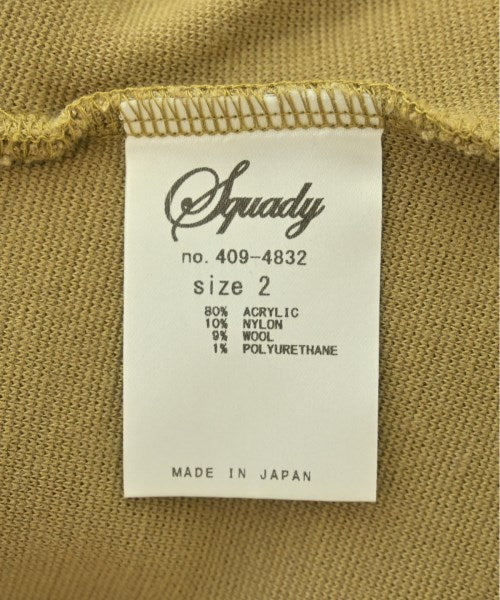 Squady
no. 409-4832
size 2
80% ACRYLIC
10% NYLON
9% WOOL
1% POLYURETHANE
MADE IN JAPAN